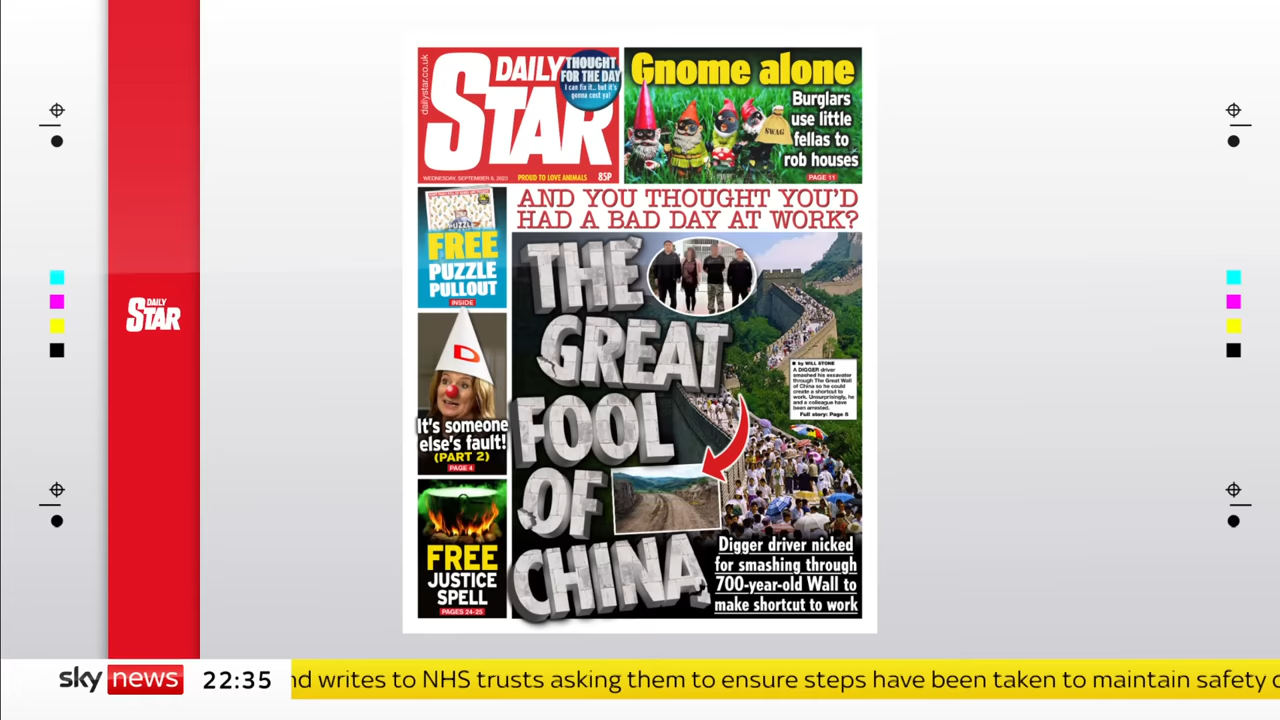 dailystar.co.uk
DAILY
STAR
THOUGHT
FOR THE DAY
I can fix it.. but it's
gonna cost ya!
WEDNESDAY, SEPTEMBER 6, 2023
PROUD TO LOVE ANIMALS
85P
Gnome alone
Burglars
use little
fellas to
rob houses
SWAG
PAGE 11
PUZZLE
FREE
PUZZLE
PULLOUT
INSIDE
AND YOU THOUGHT YOU'D
HAD A BAD DAY AT WORK?
THE
GREAT
FOOL
OF
CHINA
by WILL STONE
A DIGGER driver
smashed his excavator
through The Great Wall
of China so he could
create a shortcut to
work. Unsurprisingly, he
and a colleague have
been arrested.
Full story: Page 5
Digger driver nicked
for smashing through
700-year-old Wall to
make shortcut to work
D
It's someone
else's fault!
(PART 2)
PAGE 4
FREE
JUSTICE
SPELL
PAGES 24-25
DAILY
STAR
sky news
22:35
nd writes to NHS trusts asking them to ensure steps have been taken to maintain safety